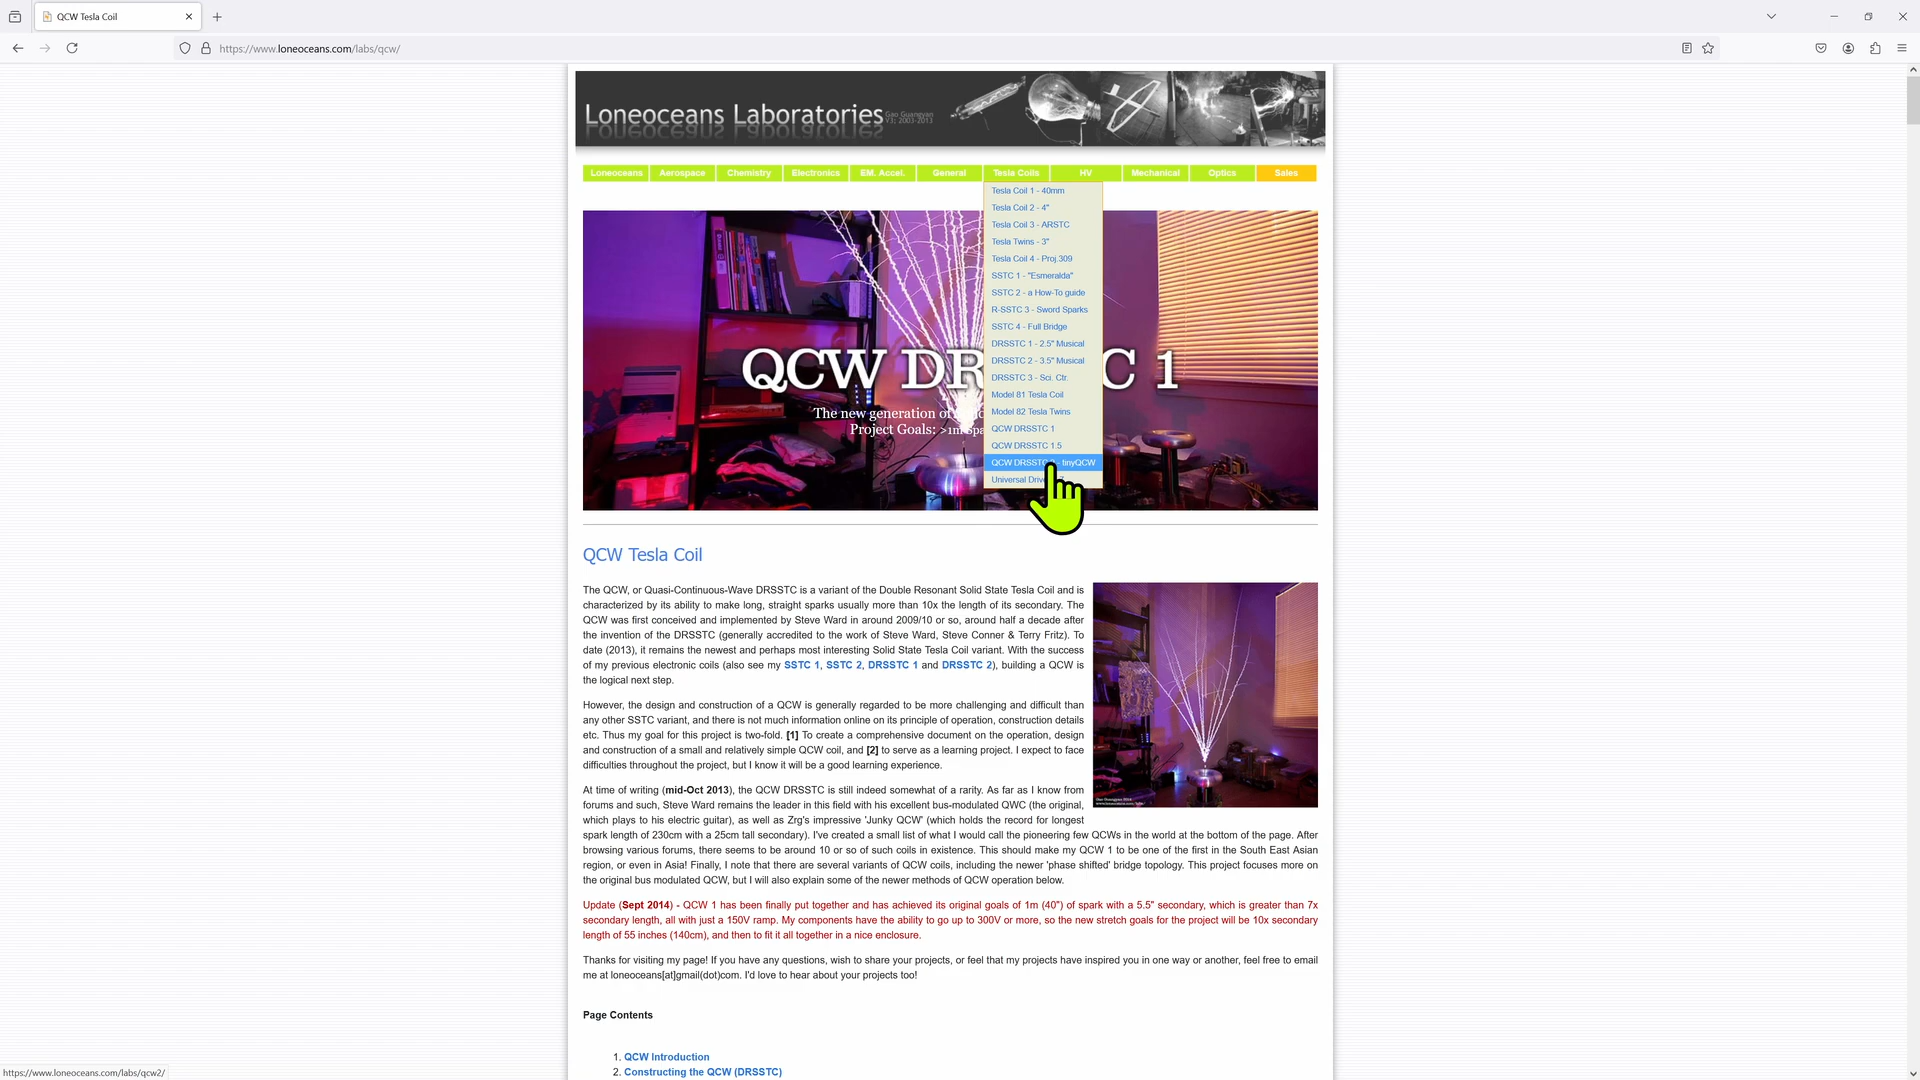 QCW Tesla Coil
https://www.loneoceans.com/labs/qcw/
Loneoceans Laboratories
Gao Guangyan
V3: 2003-2013
Loneoceans Aerospace Chemistry Electronics EM. Accel. General Tesla Coils HV Mechanical Optics Sales
Tesla Coil 1 - 40mm
Tesla Coil 2 - 4"
Tesla Coil 3 - ARSTC
Tesla Twins - 3"
Tesla Coil 4 - Proj.309
SSTC 1 - "Esmeralda"
SSTC 2 - a How-To guide
R-SSTC 3 - Sword Sparks
SSTC 4 - Full Bridge
DRSSTC 1 - 2.5" Musical
DRSSTC 2 - 3.5" Musical
DRSSTC 3 - Sci. Ctr.
Model 81 Tesla Coil
Model 82 Tesla Twins
QCW DRSSTC 1
QCW DRSSTC 1.5
QCW DRSSTC - tinyQCW
Universal
QCW DR C 1
The new generation of
Project Goals: >1m
QCW Tesla Coil
The QCW, or Quasi-Continuous-Wave DRSSTC is a variant of the Double Resonant Solid State Tesla Coil and is
characterized by its ability to make long, straight sparks usually more than 10x the length of its secondary. The
QCW was first conceived and implemented by Steve Ward in around 2009/10 or so, around half a decade after
the invention of the DRSSTC (generally accredited to the work of Steve Ward, Steve Conner & Terry Fritz). To
date (2013), it remains the newest and perhaps most interesting Solid State Tesla Coil variant. With the success
of my previous electronic coils (also see my SSTC 1, SSTC 2, DRSSTC 1 and DRSSTC 2), building a QCW is
the logical next step.
However, the design and construction of a QCW is generally regarded to be more challenging and difficult than
any other SSTC variant, and there is not much information online on its principle of operation, construction details
etc. Thus my goal for this project is two-fold. [1] To create a comprehensive document on the operation, design
and construction of a small and relatively simple QCW coil, and [2] to serve as a learning project. I expect to face
difficulties throughout the project, but I know it will be a good learning experience.
At time of writing (mid-Oct 2013), the QCW DRSSTC is still indeed somewhat of a rarity. As far as I know from
forums and such, Steve Ward remains the leader in this field with his excellent bus-modulated QWC (the original,
which plays to his electric guitar), as well as Zrg's impressive 'Junky QCW' (which holds the record for longest
spark length of 230cm with a 25cm tall secondary). I've created a small list of what I would call the pioneering few QCWs in the world at the bottom of the page. After
browsing various forums, there seems to be around 10 or so of such coils in existence. This should make my QCW 1 to be one of the first in the South East Asian
region, or even in Asia! Finally, I note that there are several variants of QCW coils, including the newer 'phase shifted' bridge topology. This project focuses more on
the original bus modulated QCW, but I will also explain some of the newer methods of QCW operation below.
Update (Sept 2014) - QCW 1 has been finally put together and has achieved its original goals of 1m (40") of spark with a 5.5" secondary, which is greater than 7x
secondary length, all with just a 150V ramp. My components have the ability to go up to 300V or more, so the new stretch goals for the project will be 10x secondary
length of 55 inches (140cm), and then to fit it all together in a nice enclosure.
Thanks for visiting my page! If you have any questions, wish to share your projects, or feel that my projects have inspired you in one way or another, feel free to email
me at loneoceans[at]gmail(dot)com. I'd love to hear about your projects too!
Page Contents
1. QCW Introduction
2. Constructing the QCW (DRSSTC)
https://www.loneoceans.com/labs/qcw2/